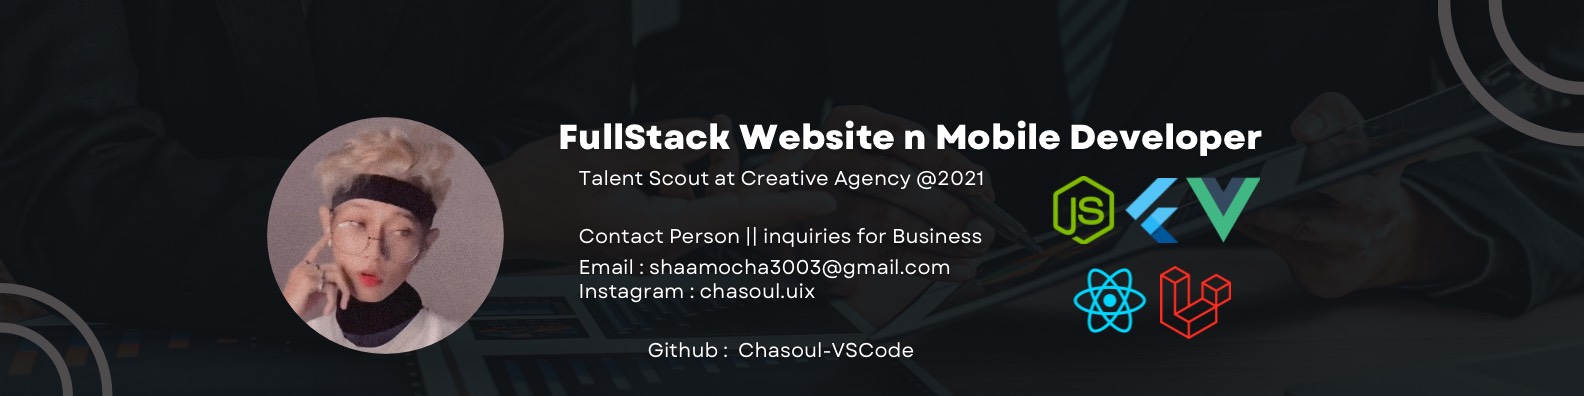 FullStack Website n Mobile Developer
Talent Scout at Creative Agency @2021
Contact Person || inquiries for Business
Email : shaamocha3003@gmail.com
Instagram : chasoul.uix
Github :  Chasoul-VSCode
JS